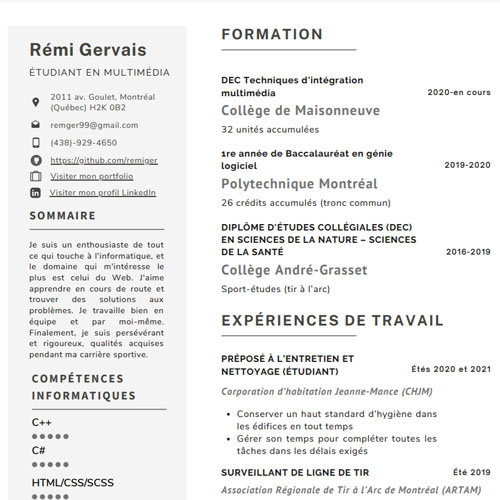 Rémi Gervais
ÉTUDIANT EN MULTIMÉDIA
2011 av. Goulet, Montréal
(Québec) H2K 0B2
remger99@gmail.com
(438)-929-4650
https://github.com/remiger
Visiter mon portfolio
Visiter mon profil LinkedIn
SOMMAIRE
Je suis un enthousiaste de tout
ce qui touche à l'informatique, et
le domaine qui m'intéresse le
plus est celui du Web. J'aime
apprendre en cours de route et
trouver des solutions aux
problèmes. Je travaille bien en
équipe et par moi-même.
Finalement, je suis persévérant
et rigoureux, qualités acquises
pendant ma carrière sportive.
COMPÉTENCES
INFORMATIQUES
C++
C#
HTML/CSS/SCSS
FORMATION
DEC Techniques d'intégration
multimédia
2020-en cours
Collège de Maisonneuve
32 unités accumulées
1re année de Baccalauréat en génie
logiciel
2019-2020
Polytechnique Montréal
26 crédits accumulés (tronc commun)
DIPLÔME D'ÉTUDES COLLÉGIALES (DEC)
EN SCIENCES DE LA NATURE – SCIENCES
DE LA SANTÉ
2016-2019
Collège André-Grasset
Sport-études (tir à l'arc)
EXPÉRIENCES DE TRAVAIL
PRÉPOSÉ À L'ENTRETIEN ET
NETTOYAGE (ÉTUDIANT)
Étés 2020 et 2021
Corporation d'habitation Jeanne-Mance (CHJM)
• Conserver un haut standard d'hygiène dans
les édifices en tout temps
• Gérer son temps pour compléter toutes les
tâches dans les délais exigés
SURVEILLANT DE LIGNE DE TIR
Été 2019
Association Régionale de Tir à l'Arc de Montréal (ARTAM)